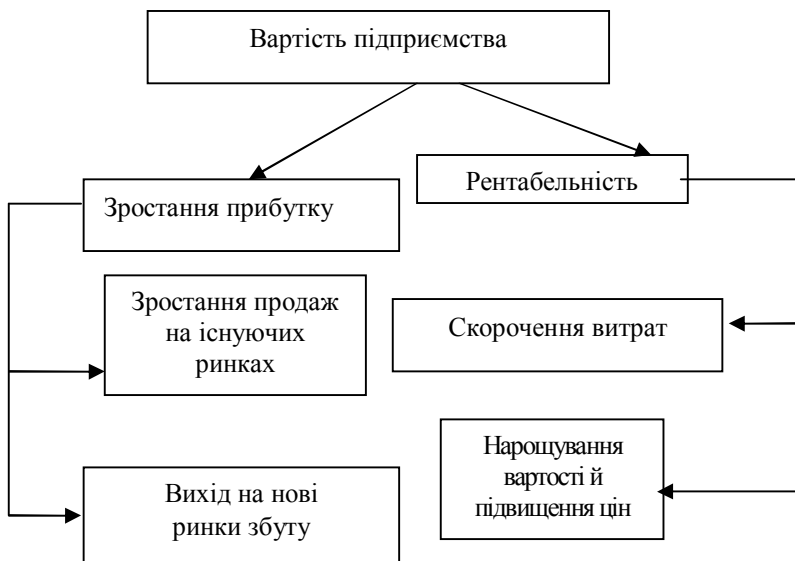 Вартість підприємства
Рентабельність
Зростання прибутку
Зростання продаж
на існуючих
ринках
Скорочення витрат
Нарощування
вартості й
підвищення цін
Вихід на нові
ринки збуту